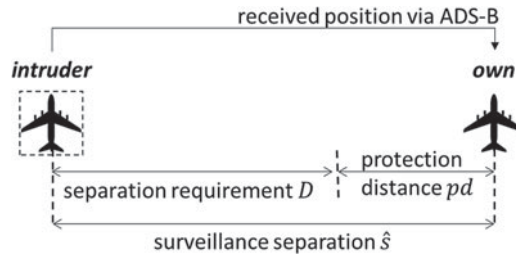 received position via ADS-B
intruder
own
separation requirement D
protection
distance pd
surveillance separation ŝ